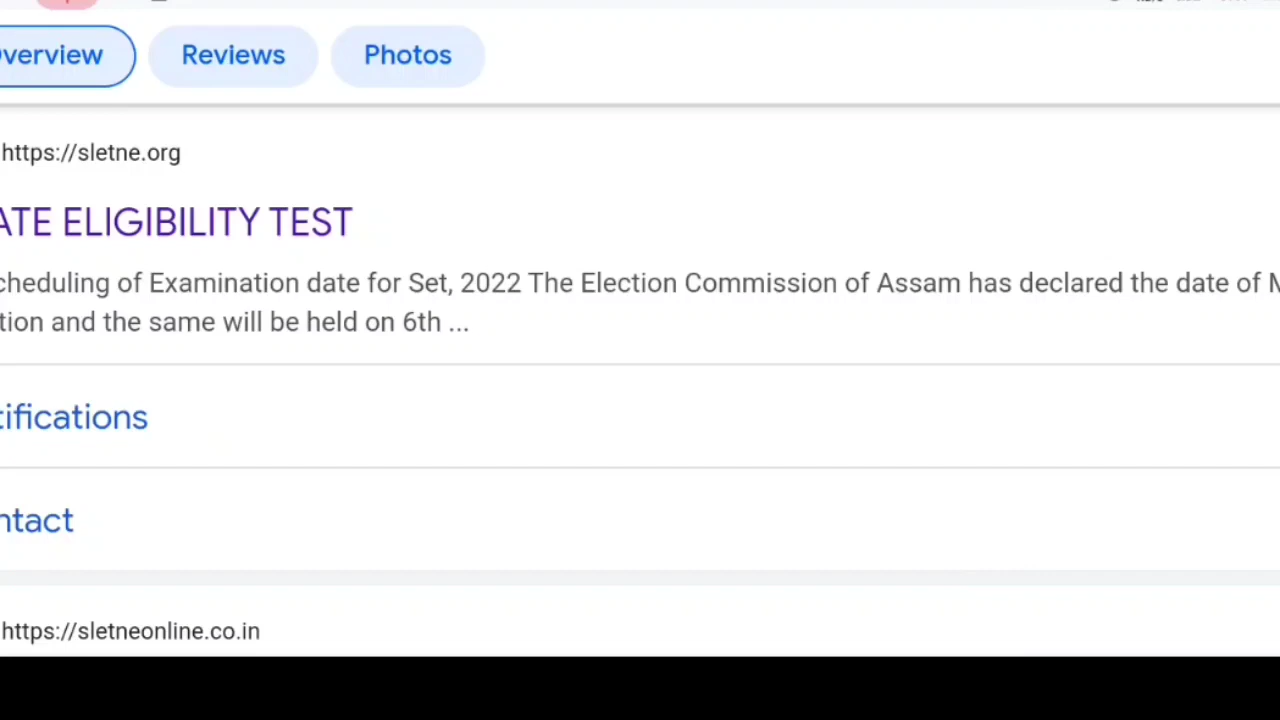 verview Reviews Photos
https://sletne.org
ATE ELIGIBILITY TEST
cheduling of Examination date for Set, 2022 The Election Commission of Assam has declared the date of M
tion and the same will be held on 6th ...
tifications
ntact
https://sletneonline.co.in